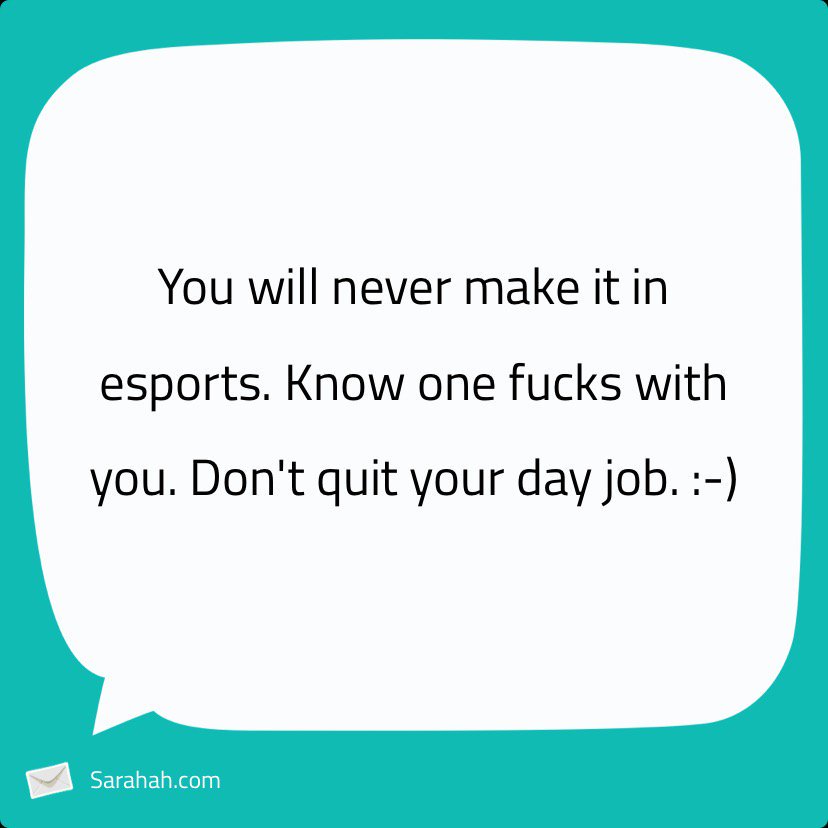 You will never make it in
esports. Know one fucks with
you. Don't quit your day job. :-)
Sarahah.com